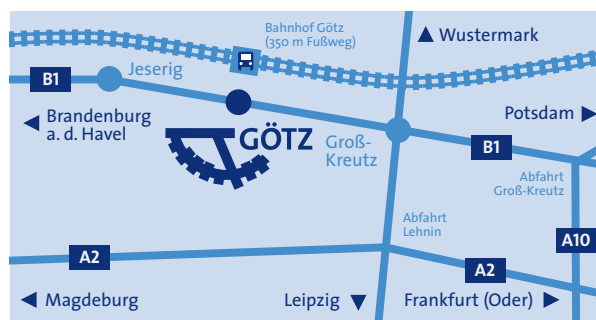 Bahnhof Götz
(350 m Fußweg)
Wustermark
B1
Jeserig
Brandenburg
a. d. Havel
Potsdam
GÖTZ
Groß-
Kreutz
B1
Abfahrt
Groß-Kreutz
Abfahrt
Lehnin
A10
A2
A2
Magdeburg
Leipzig
Frankfurt (Oder)